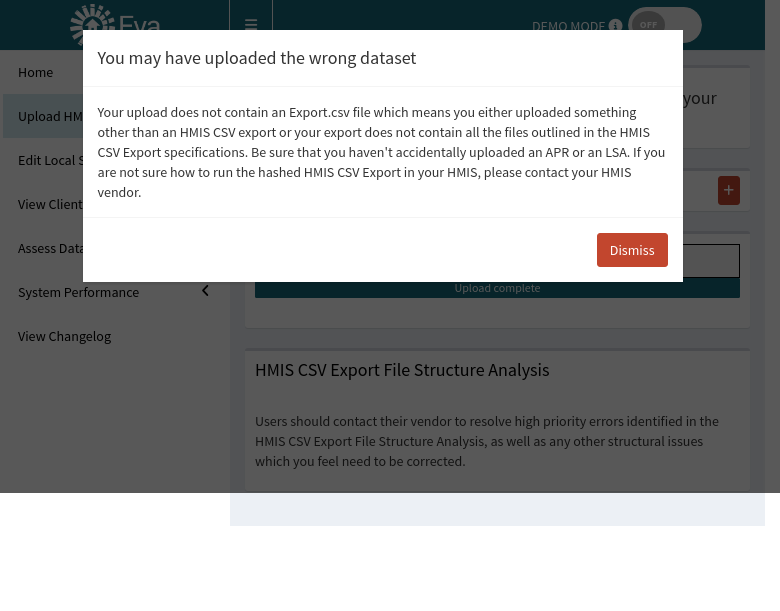 Eva
DEMO MODE
OFF
You may have uploaded the wrong dataset
Home
your
Your upload does not contain an Export.csv file which means you either uploaded something
other than an HMIS CSV export or your export does not contain all the files outlined in the HMIS
CSV Export specifications. Be sure that you haven't accidentally uploaded an APR or an LSA. If you
are not sure how to run the hashed HMIS CSV Export in your HMIS, please contact your HMIS
vendor.
Upload HM
Edit Local S
View Client
+
Assess Data
Dismiss
System Performance
Upload complete
View Changelog
HMIS CSV Export File Structure Analysis
Users should contact their vendor to resolve high priority errors identified in the
HMIS CSV Export File Structure Analysis, as well as any other structural issues
which you feel need to be corrected.